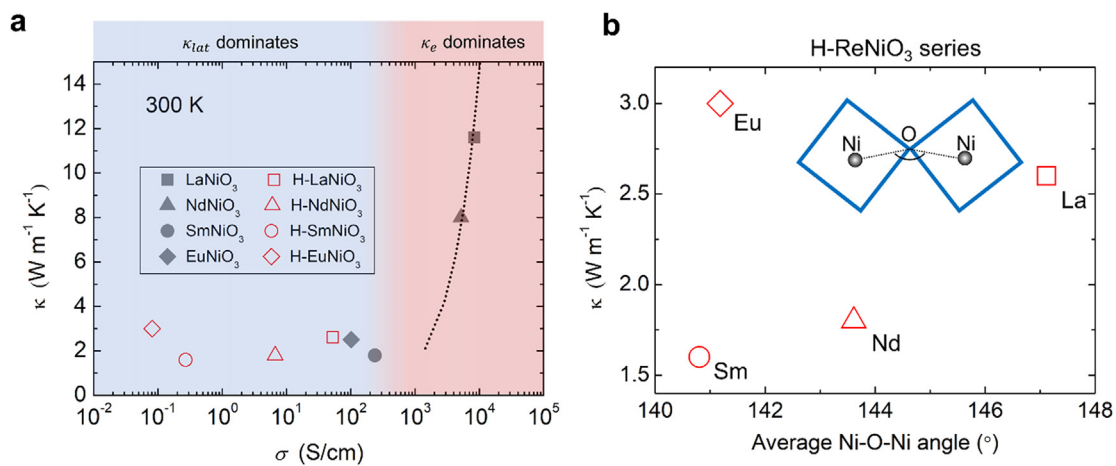 a
κ_lat dominates
κ_e dominates
300 K
LaNiO₃
H-LaNiO₃
NdNiO₃
H-NdNiO₃
SmNiO₃
H-SmNiO₃
EuNiO₃
H-EuNiO₃
κ (W m⁻¹ K⁻¹)
14
12
10
8
6
4
2
0
10⁻² 10⁻¹ 10⁰ 10¹ 10² 10³ 10⁴ 10⁵
σ (S/cm)
b
H-ReNiO₃ series
κ (W m⁻¹ K⁻¹)
3.0
2.5
2.0
1.5
Eu
Ni
O
Ni
La
Nd
Sm
140 142 144 146 148
Average Ni-O-Ni angle (°)